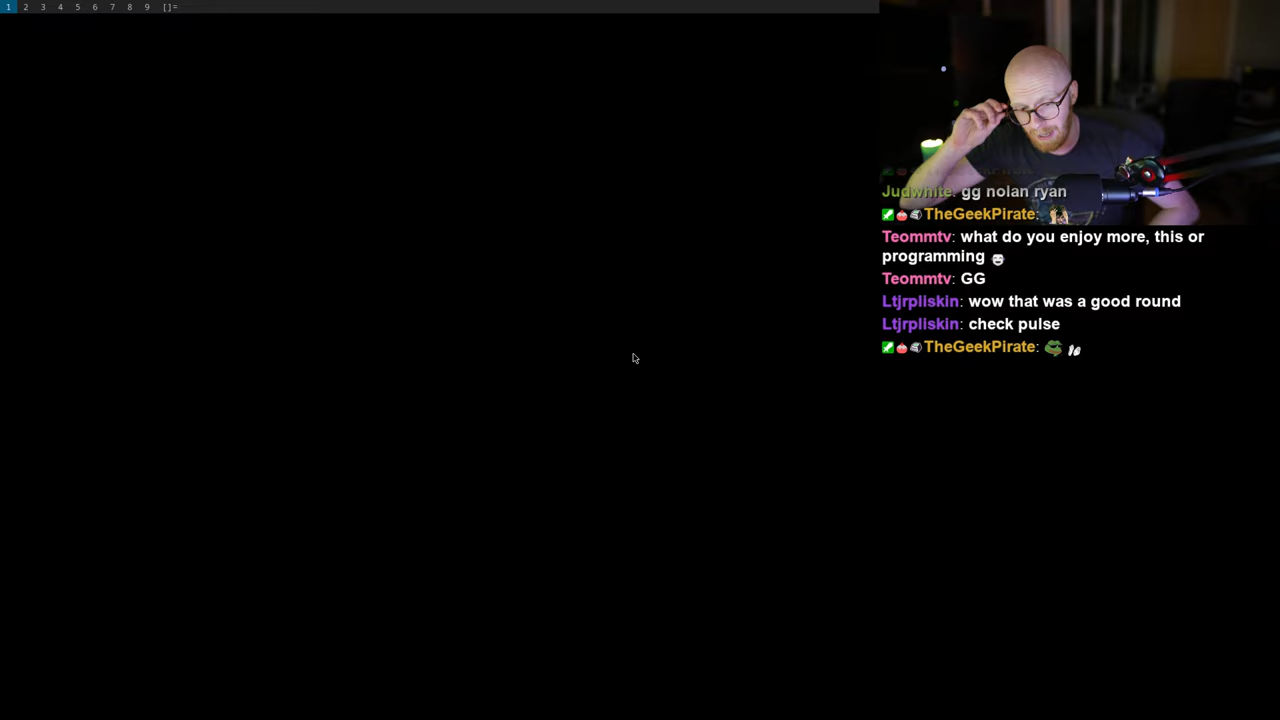 1 2 3 4 5 6 7 8 9 []=
Judwhite: gg nolan ryan
TheGeekPirate:
Teommtv: what do you enjoy more, this or
programming
Teommtv: GG
Ltjrpliskin: wow that was a good round
Ltjrpliskin: check pulse
TheGeekPirate: